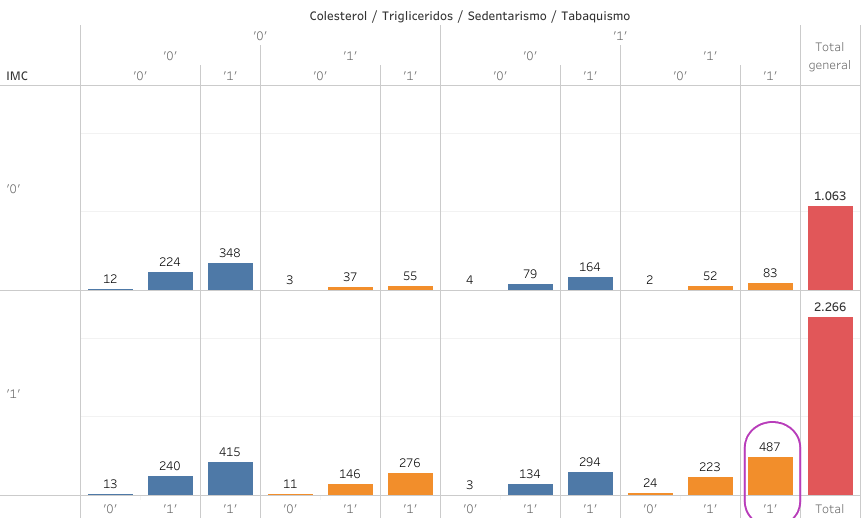 Colesterol / Trigliceridos / Sedentarismo / Tabaquismo
'0' '1'
'0' '1' '0' '1' Total general
IMC '0' '1' '0' '1' '0' '1' '0' '1'
'0'
12 224 348 3 37 55 4 79 164 2 52 83 1.063
'1'
13 240 415 11 146 276 3 134 294 24 223 487 2.266
'0' '1' '1' '0' '1' '1' '0' '1' '1' '0' '1' '1' Total